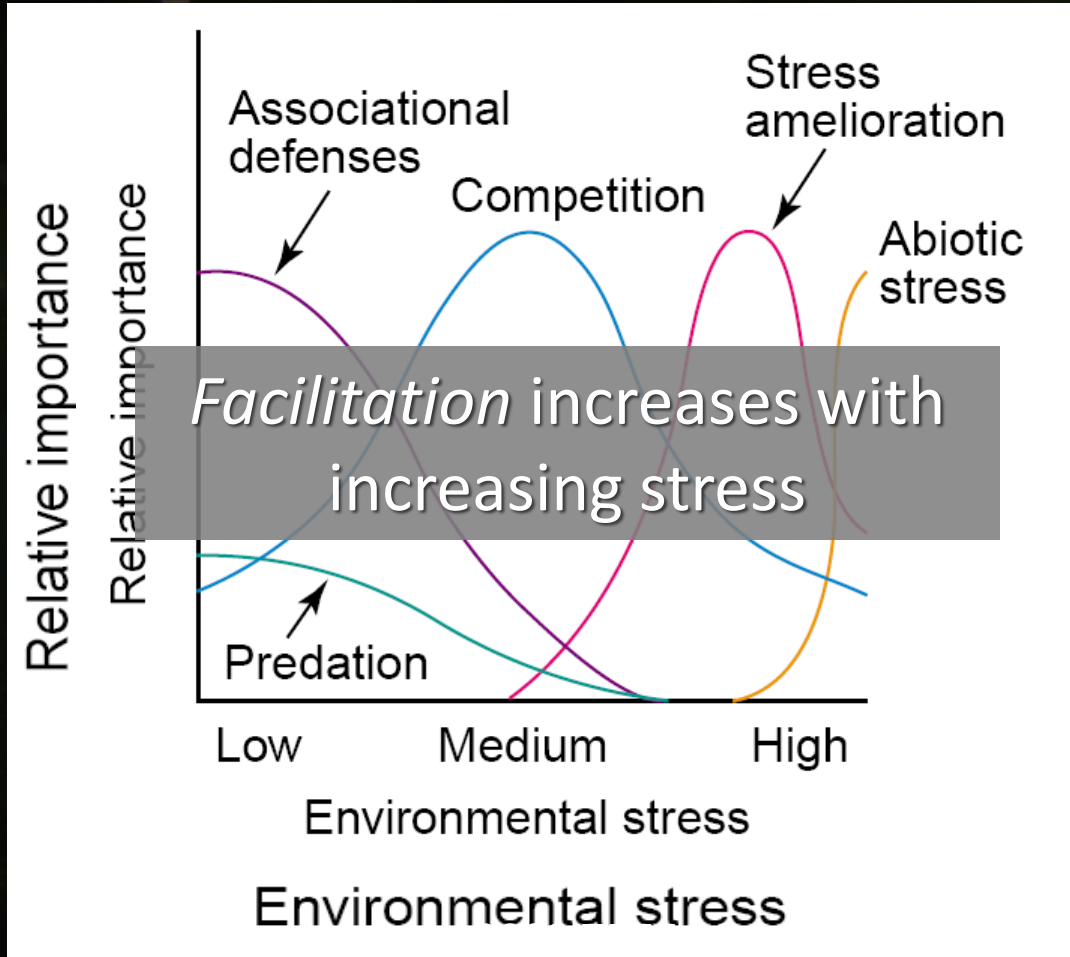 Stress
amelioration
Associational
defenses
Competition
Abiotic
stress
Relative importance
Relative importance
Facilitation increases with
increasing stress
Predation
Low
Medium
High
Environmental stress
Environmental stress